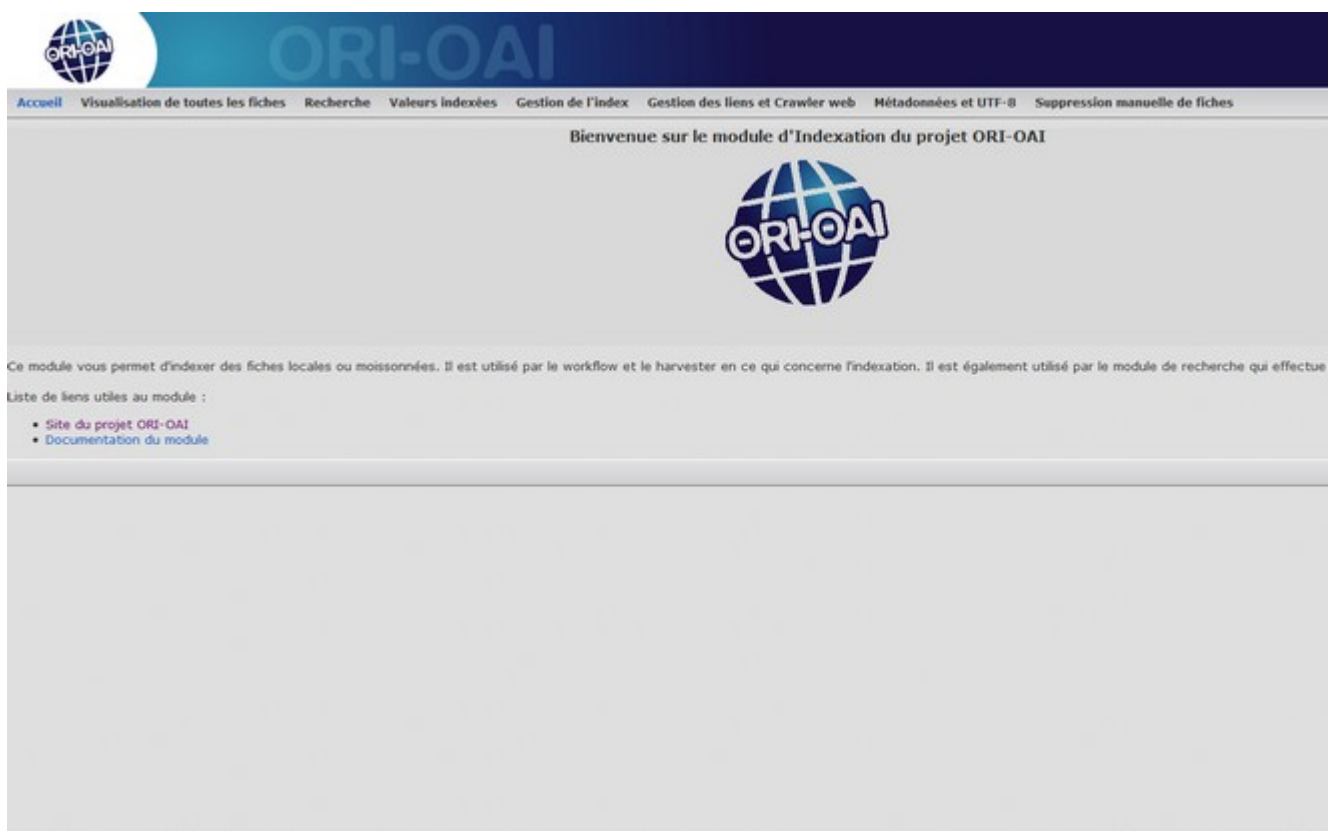 ORI-OAI
ORI-OAI
Accueil Visualisation de toutes les fiches Recherche Valeurs indexées Gestion de l'index Gestion des liens et Crawler web Métadonnées et UTF-8 Suppression manuelle de fiches
Bienvenue sur le module d'Indexation du projet ORI-OAI
ORI-OAI
Ce module vous permet d'indexer des fiches locales ou moissonnées. Il est utilisé par le workflow et le harvester en ce qui concerne l'indexation. Il est également utilisé par le module de recherche qui effectue
Liste de liens utiles au module :
• Site du projet ORI-OAI
• Documentation du module